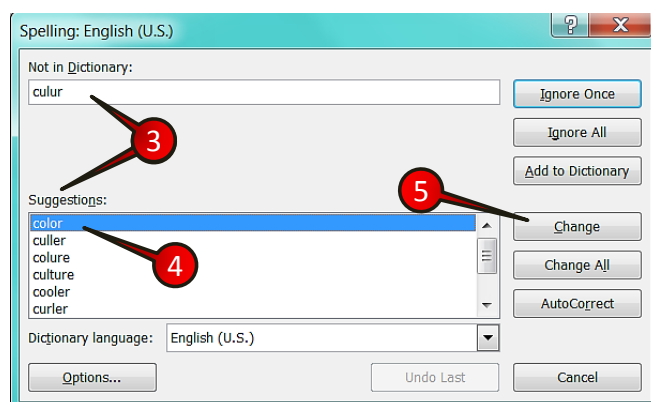 Spelling: English (U.S.)
? X
Not in Dictionary:
culur
Ignore Once
3
Ignore All
Add to Dictionary
5
Suggestions:
color
culler
colure
culture
cooler
curler
4
Change
Change All
AutoCorrect
Dictionary language: English (U.S.)
Options...
Undo Last
Cancel